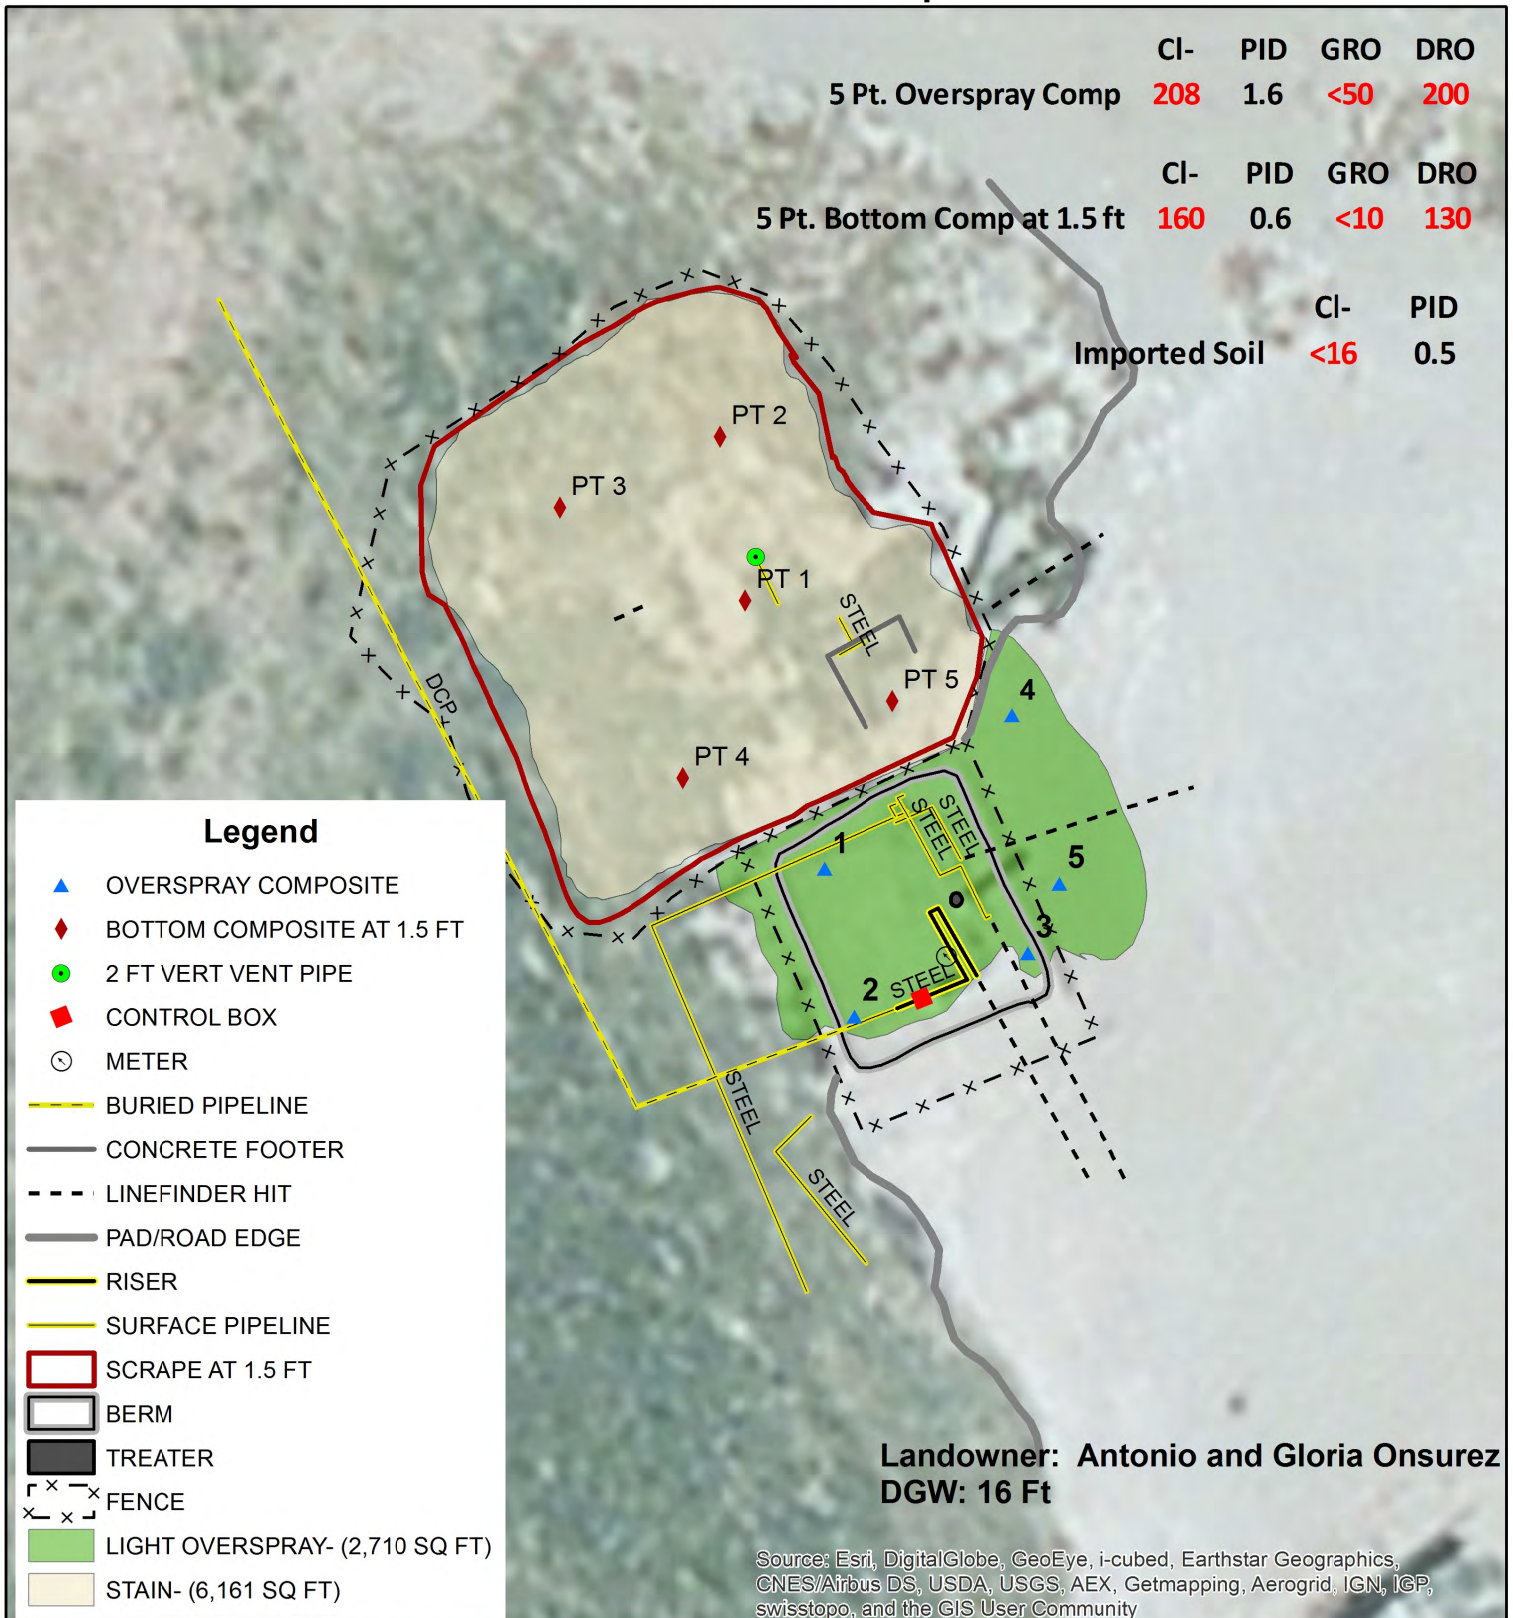 Cl- PID GRO DRO
5 Pt. Overspray Comp 208 1.6 <50 200
Cl- PID GRO DRO
5 Pt. Bottom Comp at 1.5 ft 160 0.6 <10 130
Cl- PID
Imported Soil <16 0.5
PT 2
PT 3
PT 1
STEEL
PT 5
DCP
4
PT 4
STEEL
STEEL
1
5
3
2
STEEL
STEEL
STEEL
Legend
OVERSPRAY COMPOSITE
BOTTOM COMPOSITE AT 1.5 FT
2 FT VERT VENT PIPE
CONTROL BOX
METER
BURIED PIPELINE
CONCRETE FOOTER
LINEFINDER HIT
PAD/ROAD EDGE
RISER
SURFACE PIPELINE
SCRAPE AT 1.5 FT
BERM
TREATER
FENCE
LIGHT OVERSPRAY- (2,710 SQ FT)
STAIN- (6,161 SQ FT)
Landowner: Antonio and Gloria Onsurez
DGW: 16 Ft
Source: Esri, DigitalGlobe, GeoEye, i-cubed, Earthstar Geographics,
CNES/Airbus DS, USDA, USGS, AEX, Getmapping, Aerogrid, IGN, IGP,
swisstopo, and the GIS User Community